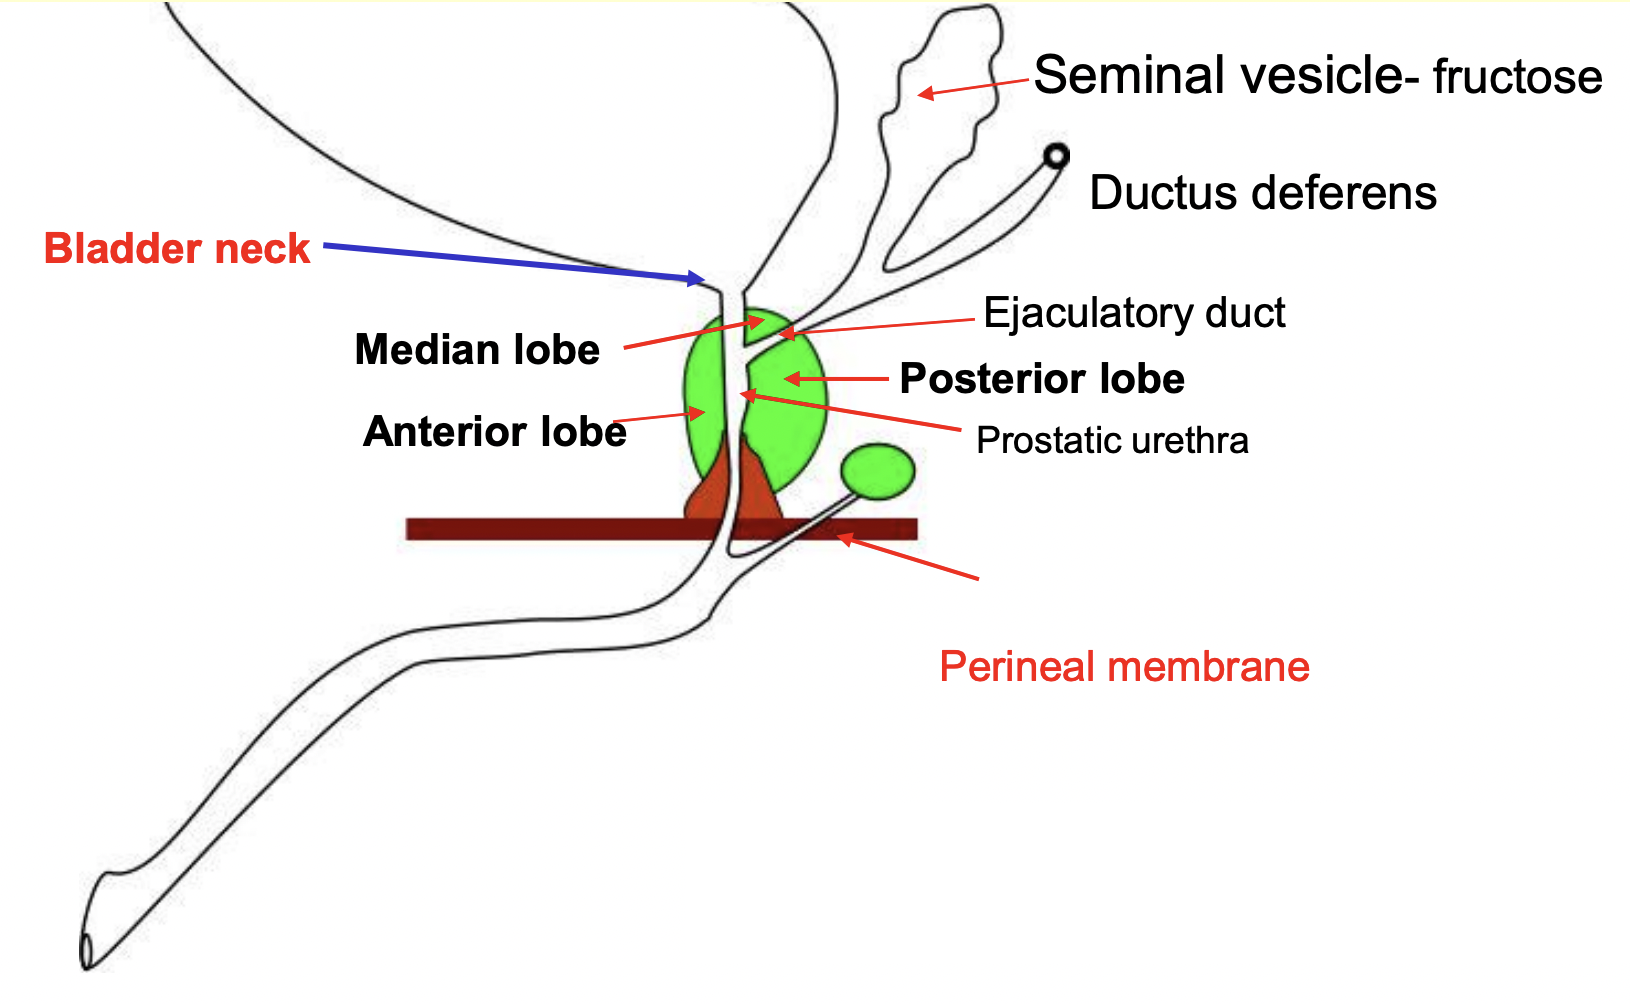 Seminal vesicle- fructose
Ductus deferens
Bladder neck
Ejaculatory duct
Median lobe
Posterior lobe
Anterior lobe
Prostatic urethra
Perineal membrane